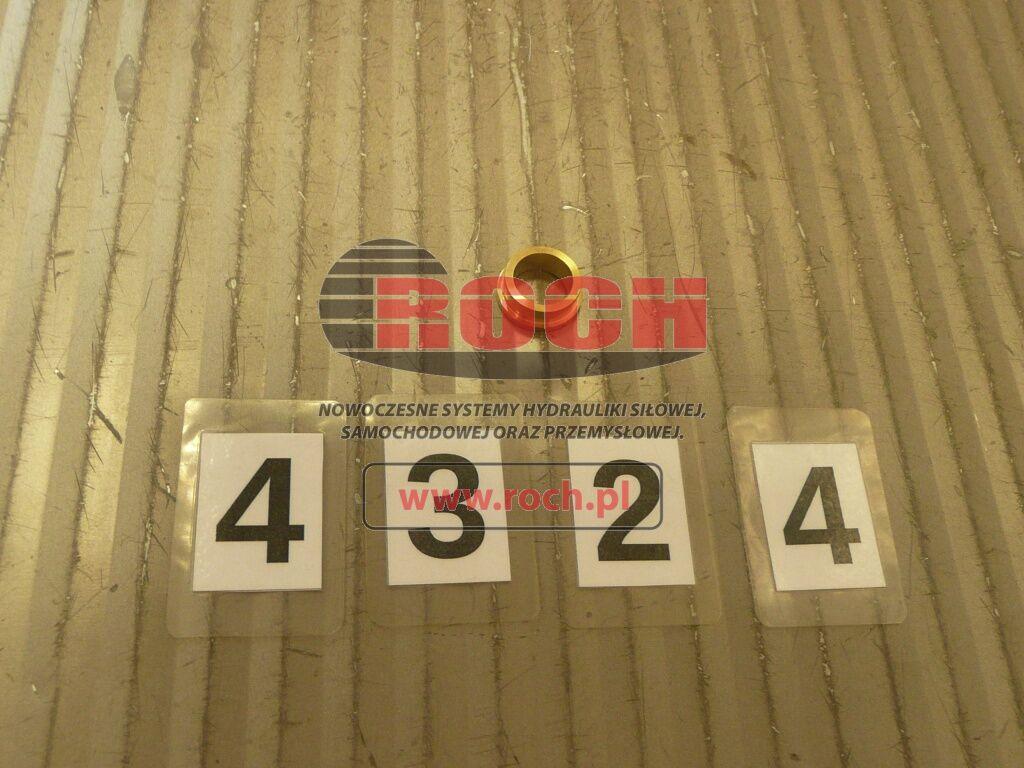 ROCH
NOWOCZESNE SYSTEMY HYDRAULIKI SIŁOWEJ,
SAMOCHODOWEJ ORAZ PRZEMYSŁOWEJ.
www.roch.pl
4 3 2 4